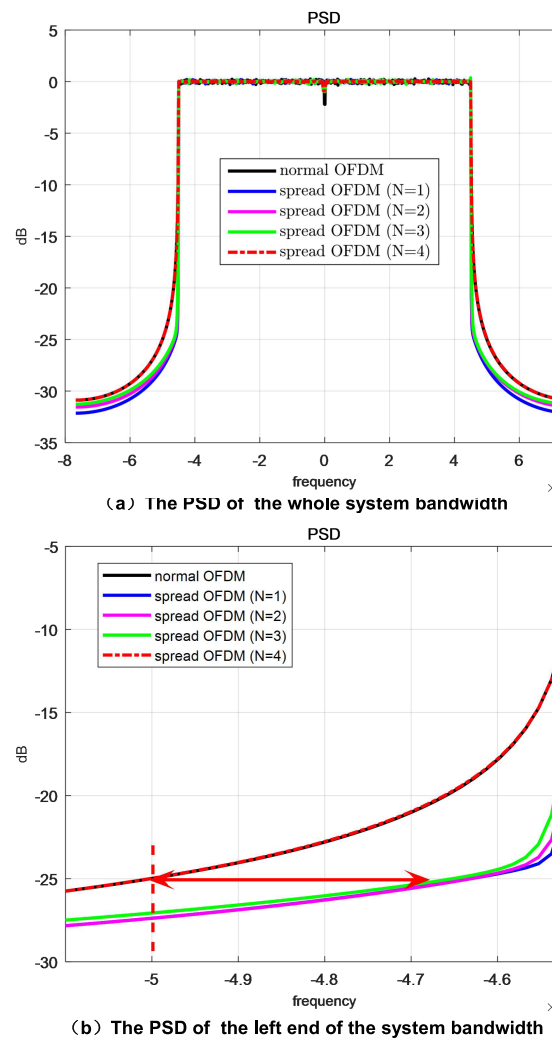 PSD
5
0
-5
-10
-15
-20
-25
-30
-35
dB
normal OFDM
spread OFDM (N=1)
spread OFDM (N=2)
spread OFDM (N=3)
spread OFDM (N=4)
-8 -6 -4 -2 0 2 4 6
frequency
×
(a) The PSD of the whole system bandwidth
PSD
-5
-10
-15
-20
-25
-30
dB
normal OFDM
spread OFDM (N=1)
spread OFDM (N=2)
spread OFDM (N=3)
spread OFDM (N=4)
-5 -4.9 -4.8 -4.7 -4.6
frequency
×
(b) The PSD of the left end of the system bandwidth